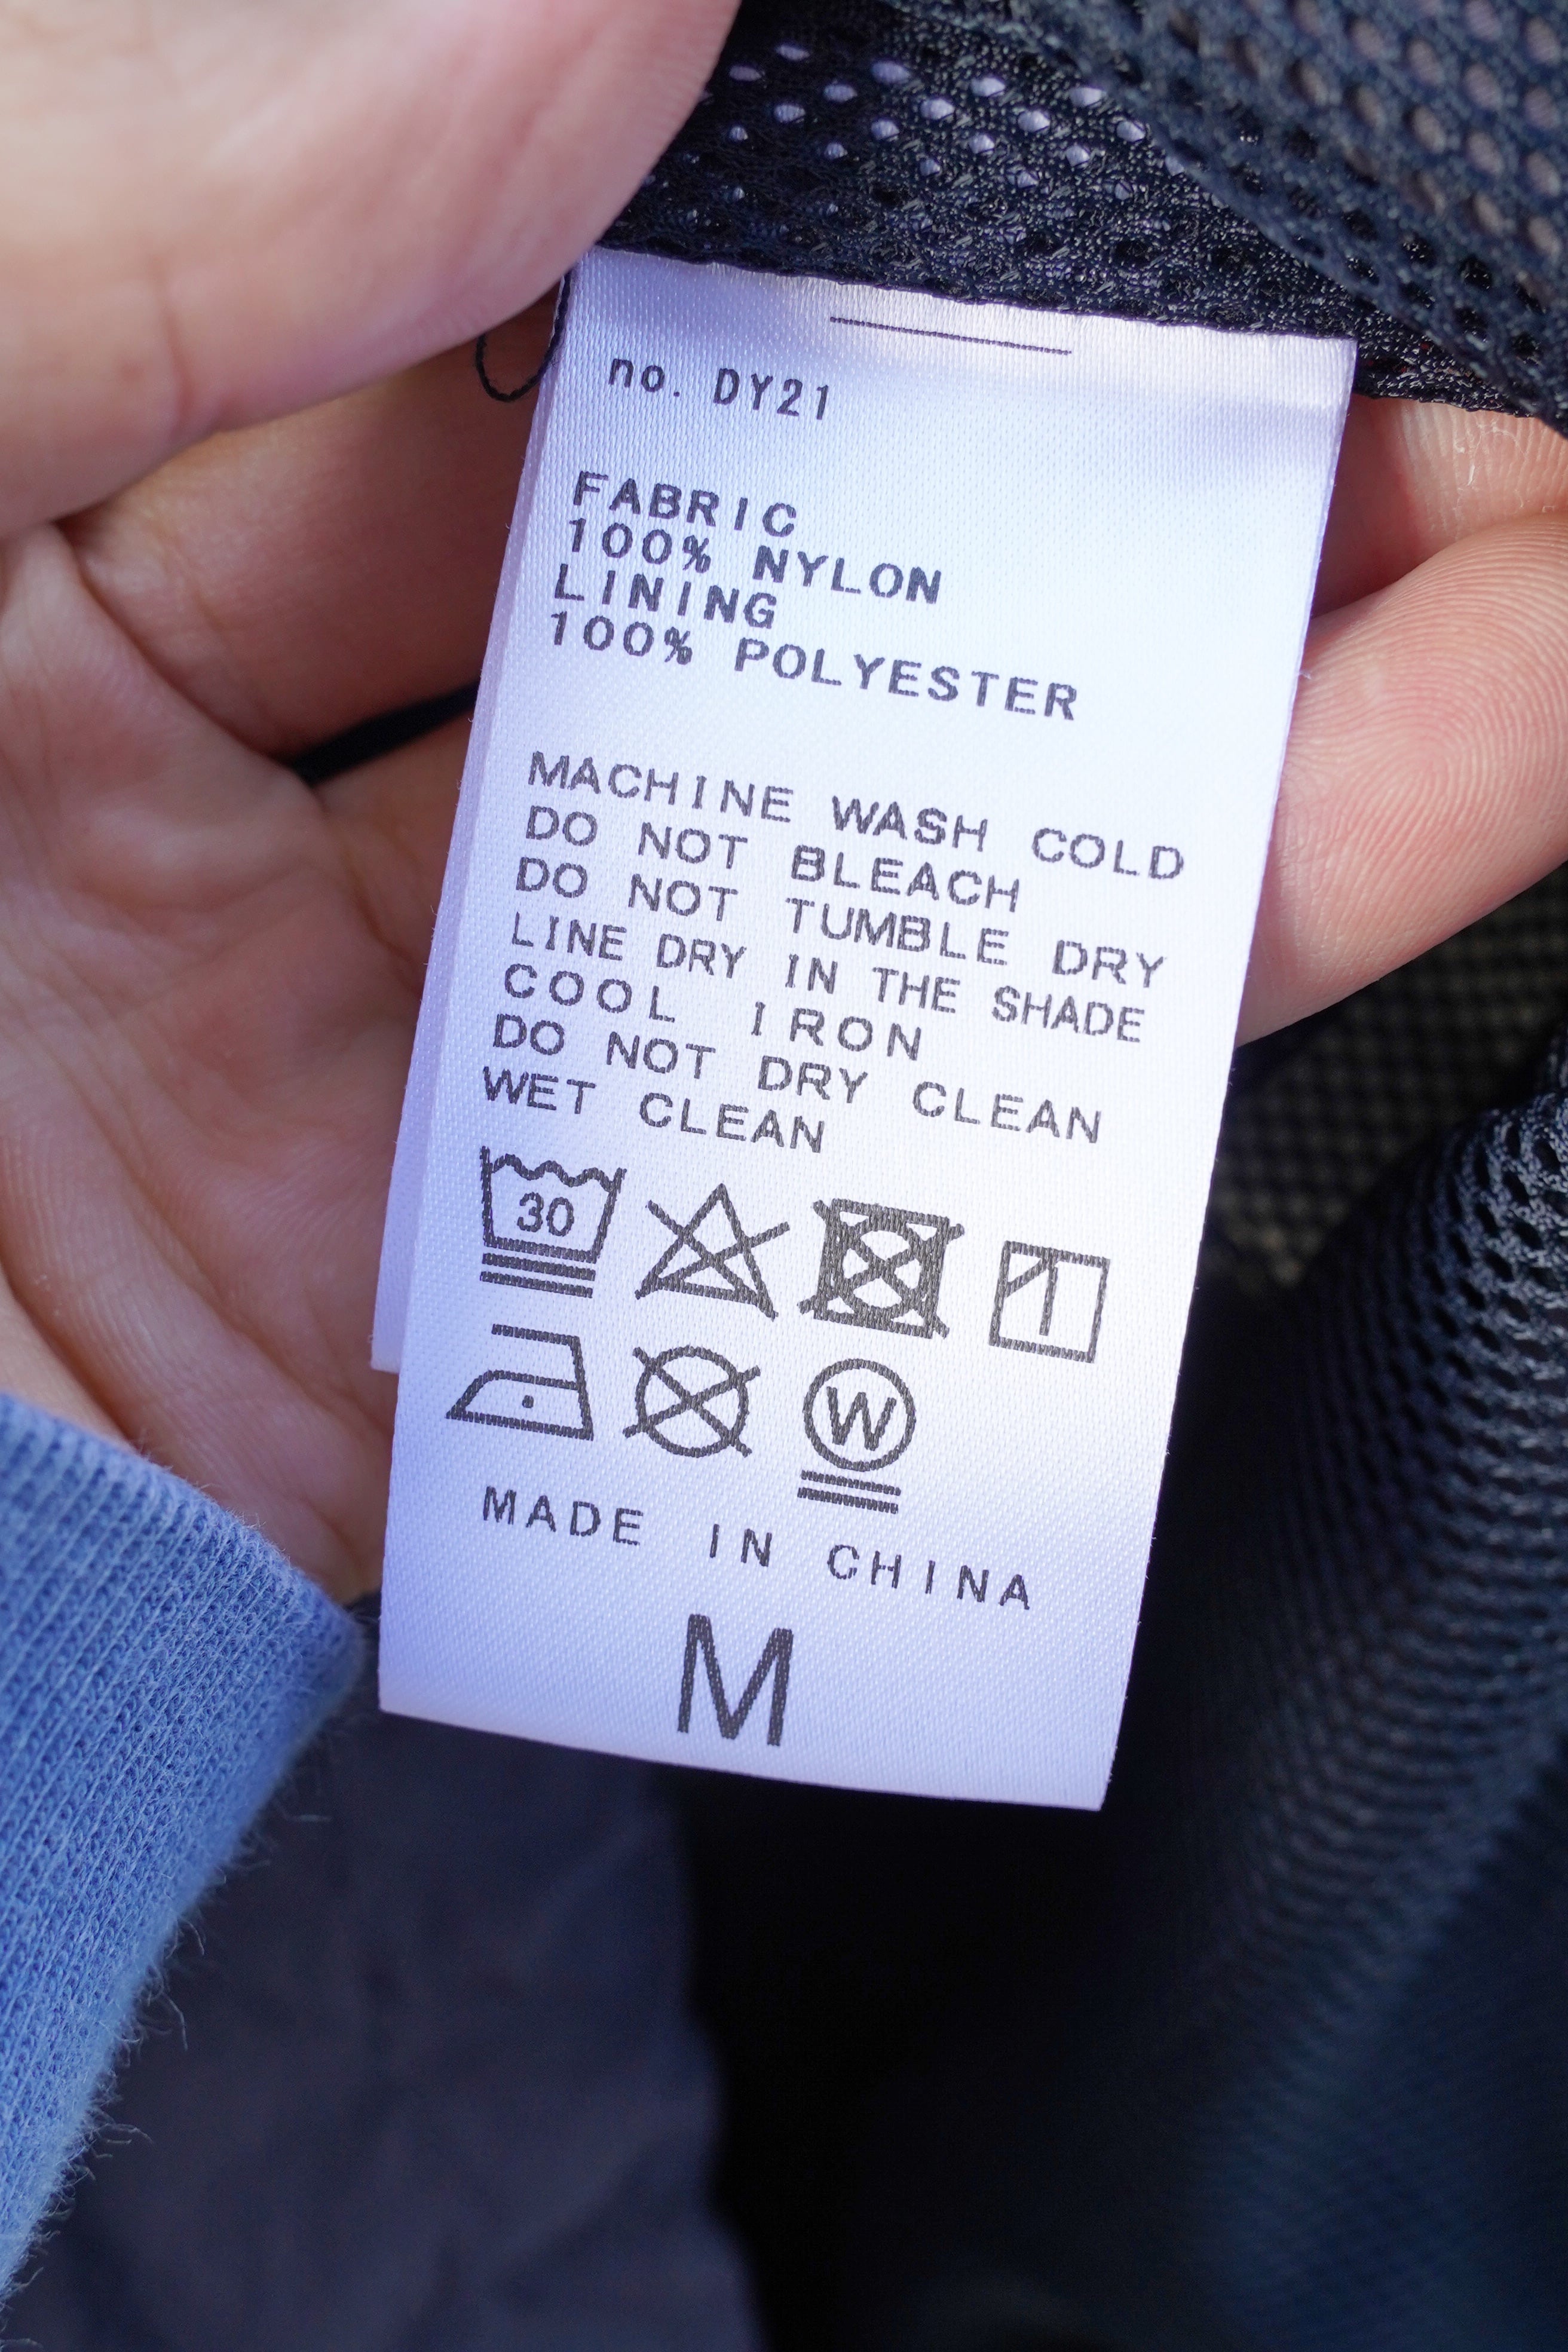 no. DY21
FABRIC
100% NYLON
LINING
100% POLYESTER
MACHINE WASH COLD
DO NOT BLEACH
DO NOT TUMBLE DRY
LINE DRY IN THE SHADE
COOL IRON
DO NOT DRY CLEAN
WET CLEAN
30
W
MADE IN CHINA
M